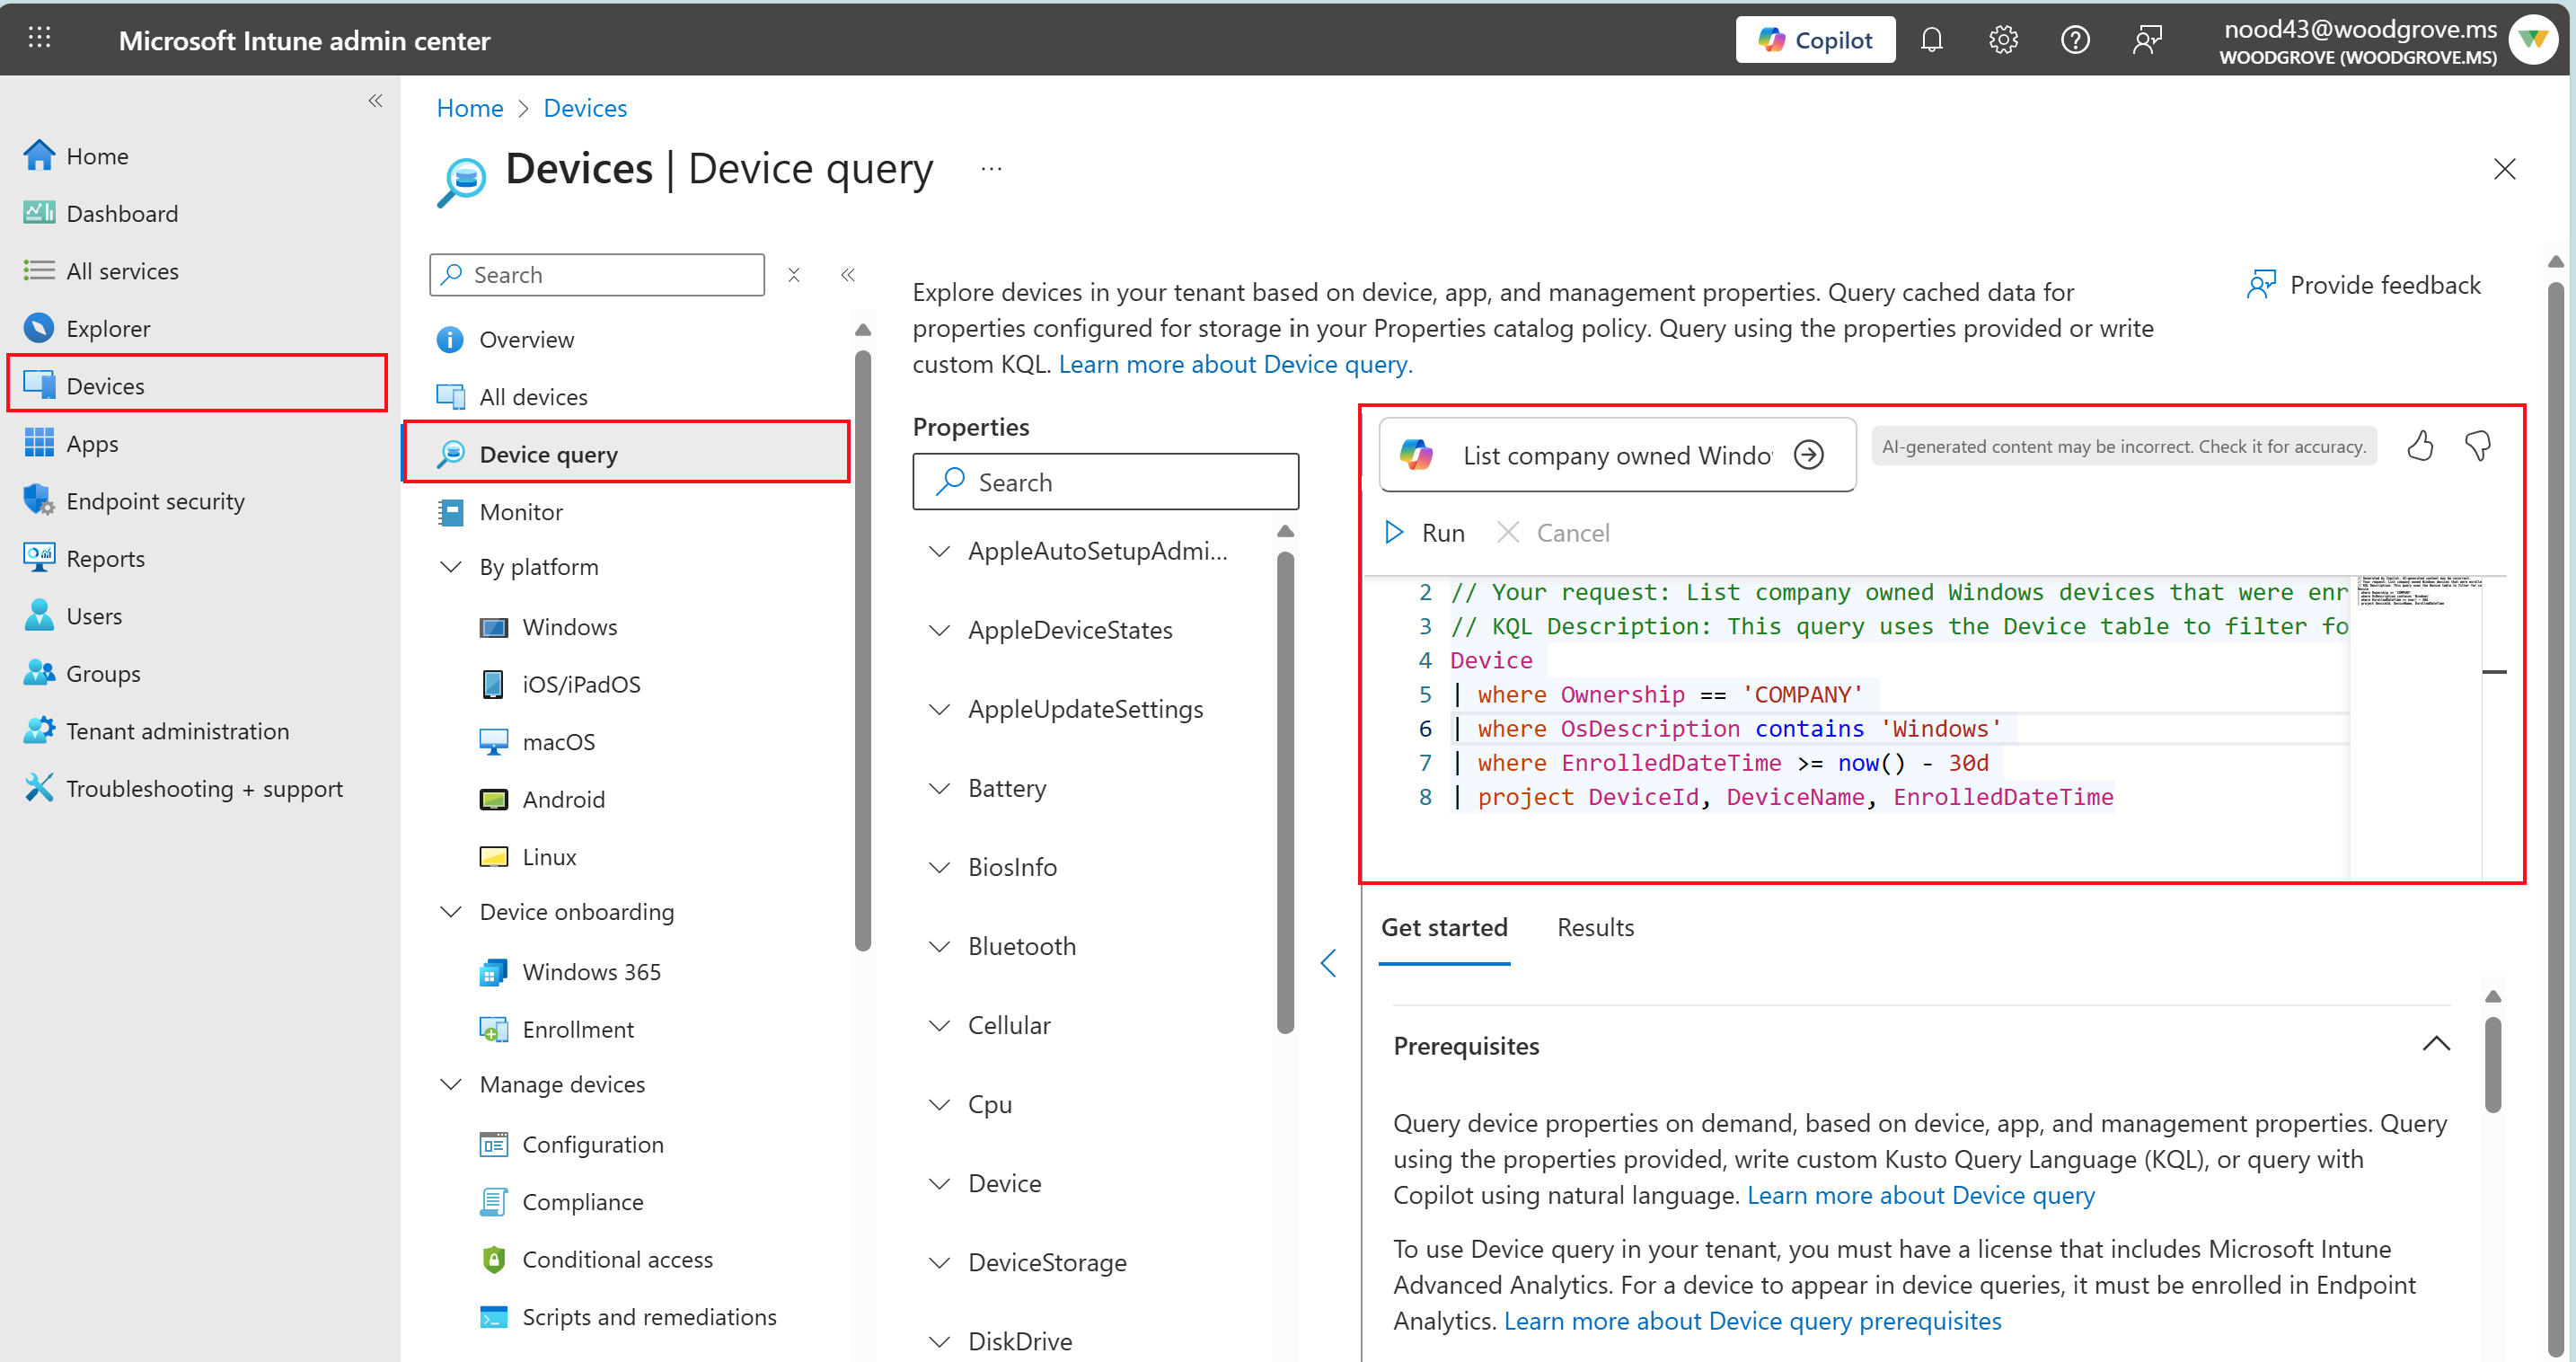 Microsoft Intune admin center
Copilot
nood43@woodgrove.ms
WOODGROVE (WOODGROVE.MS)
Home
Dashboard
All services
Explorer
Devices
Apps
Endpoint security
Reports
Users
Groups
Tenant administration
Troubleshooting + support
Home > Devices
Devices | Device query
...
Search
Overview
All devices
Device query
Monitor
By platform
Windows
iOS/iPadOS
macOS
Android
Linux
Device onboarding
Windows 365
Enrollment
Manage devices
Configuration
Compliance
Conditional access
Scripts and remediations
Explore devices in your tenant based on device, app, and management properties. Query cached data for
properties configured for storage in your Properties catalog policy. Query using the properties provided or write
custom KQL. Learn more about Device query.
Provide feedback
Properties
Search
AppleAutoSetupAdmi...
AppleDeviceStates
AppleUpdateSettings
Battery
BiosInfo
Bluetooth
Cellular
Cpu
Device
DeviceStorage
DiskDrive
List company owned Windo
AI-generated content may be incorrect. Check it for accuracy.
Run
Cancel
2 // Your request: List company owned Windows devices that were enr
3 // KQL Description: This query uses the Device table to filter fo
4 Device
5 | where Ownership == 'COMPANY'
6 | where OsDescription contains 'Windows'
7 | where EnrolledDateTime >= now() - 30d
8 | project DeviceId, DeviceName, EnrolledDateTime
Get started
Results
Prerequisites
Query device properties on demand, based on device, app, and management properties. Query
using the properties provided, write custom Kusto Query Language (KQL), or query with
Copilot using natural language. Learn more about Device query
To use Device query in your tenant, you must have a license that includes Microsoft Intune
Advanced Analytics. For a device to appear in device queries, it must be enrolled in Endpoint
Analytics. Learn more about Device query prerequisites